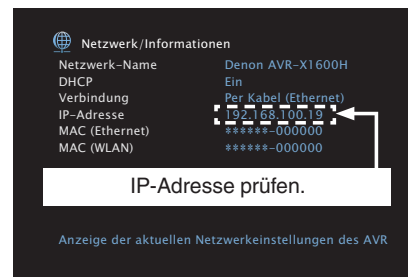 Netzwerk/Informationen
Netzwerk-Name Denon AVR-X1600H
DHCP Ein
Verbindung Per Kabel (Ethernet)
IP-Adresse 192.168.100.19
MAC (Ethernet) ******-000000
MAC (WLAN) ******-000000
IP-Adresse prüfen.
Anzeige der aktuellen Netzwerkeinstellungen des AVR